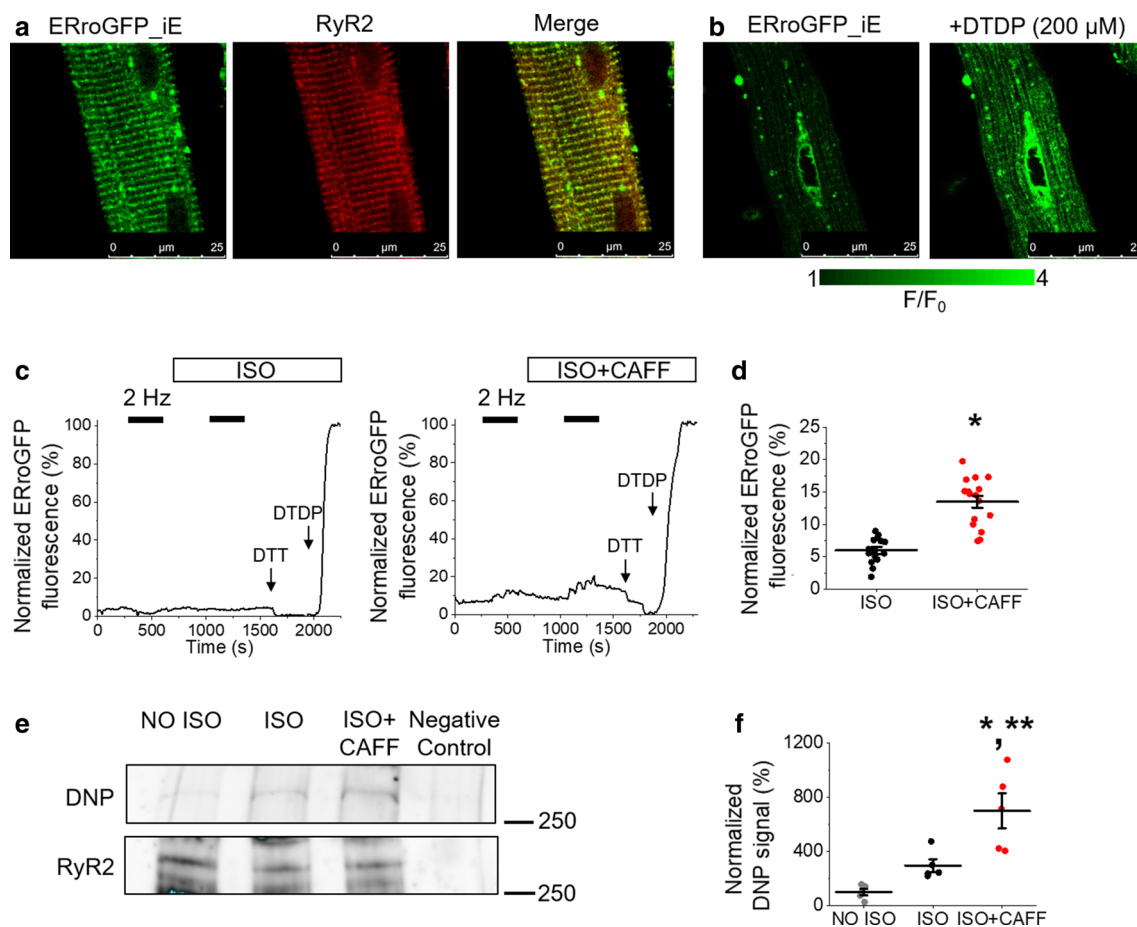 a ERroGFP_iE RyR2 Merge b ERroGFP_iE +DTDP (200 µM)
0 µm 25 0 µm 25 0 µm 25 0 µm 25 0 µm 2
1 4
F/F0
c ISO ISO+CAFF d
2 Hz 2 Hz
Normalized ERroGFP fluorescence (%)
100
80
60
40
20
0
DTT
DTDP
0 500 1000 1500 2000
Time (s)
Normalized ERroGFP fluorescence (%)
100
80
60
40
20
0
DTT
DTDP
0 500 1000 1500 2000
Time (s)
Normalized ERroGFP fluorescence (%)
25
20
15
10
5
0
*
ISO ISO+CAFF
e NO ISO ISO ISO+ CAFF Negative Control
DNP
250
RyR2
250
f
*, **
Normalized DNP signal (%)
1200
800
400
0
NO ISO ISO ISO+CAFF